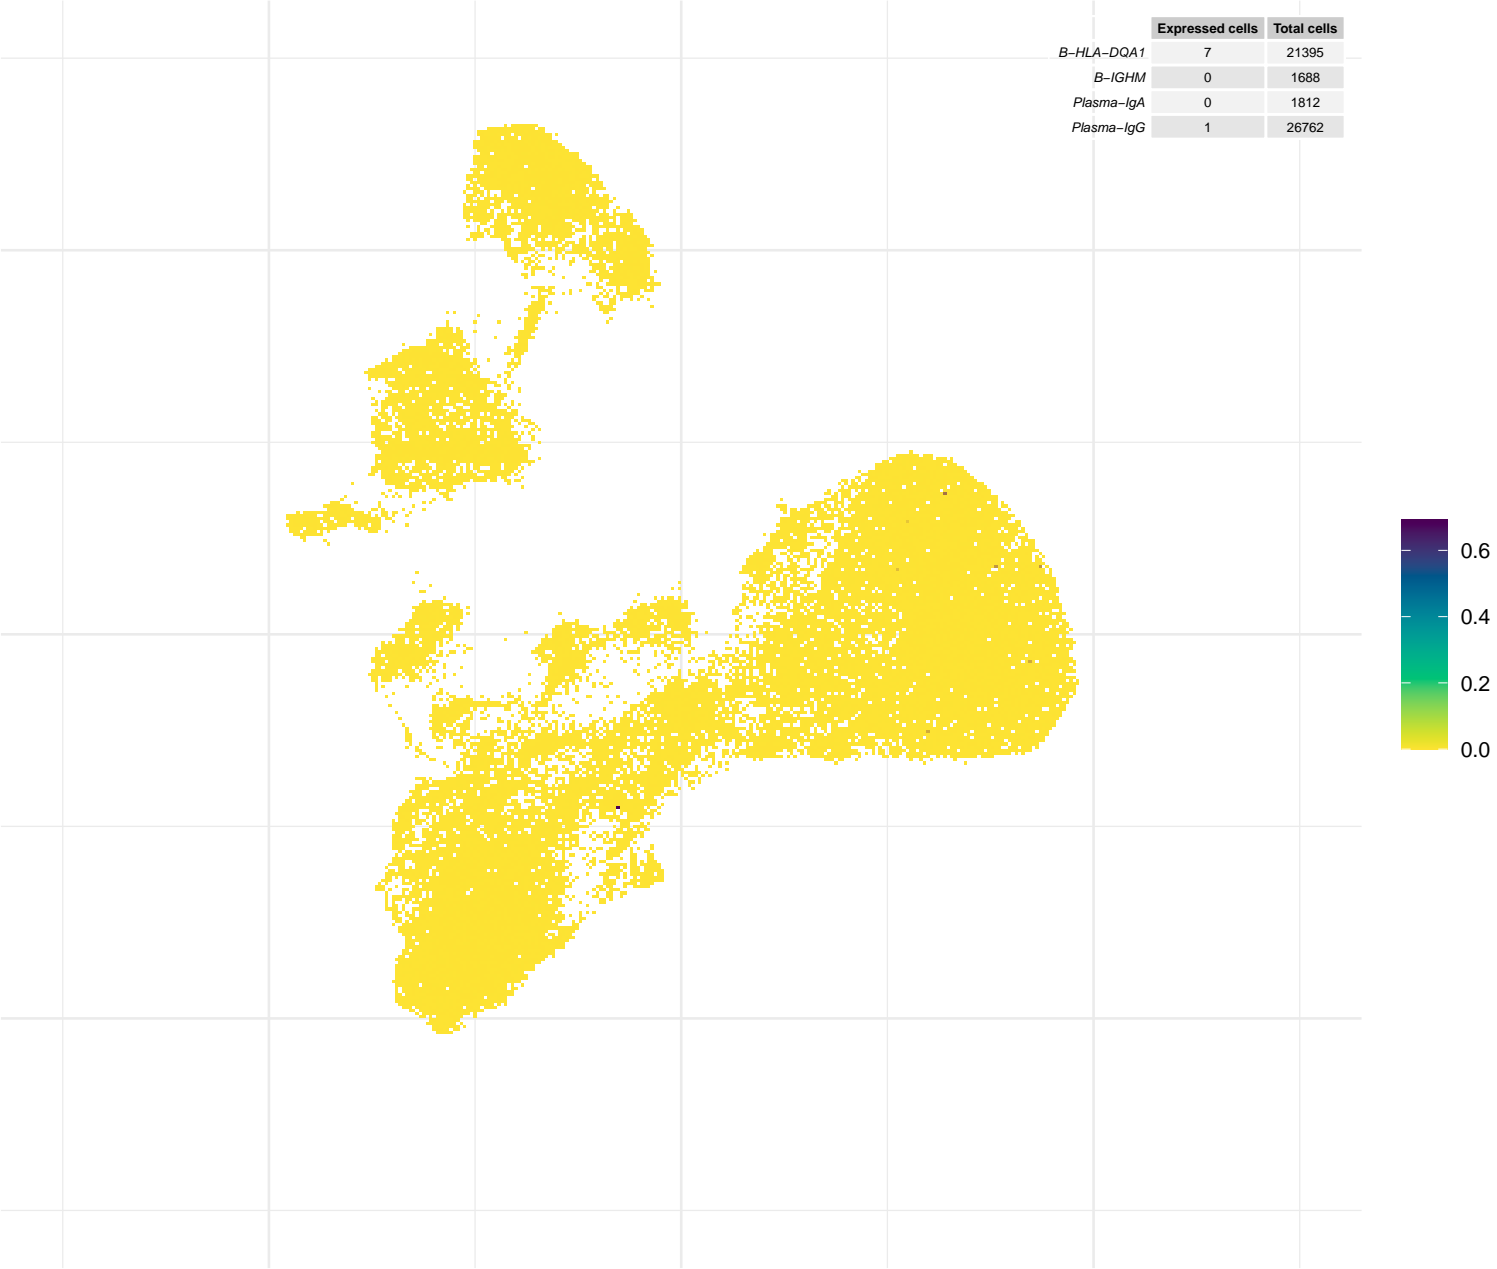 Expressed cells Total cells
B−HLA−DQA1 7 21395
B−IGHM 0 1688
Plasma−IgA 0 1812
Plasma−IgG 1 26762
0.6
0.4
0.2
0.0